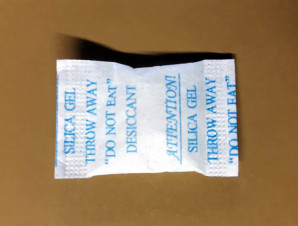 SILICA GEL
THROW AWAY
"DO NOT EAT"
DESICCANT
ATTENTION!
SILICA GEL
THROW AWAY
"DO NOT EAT"